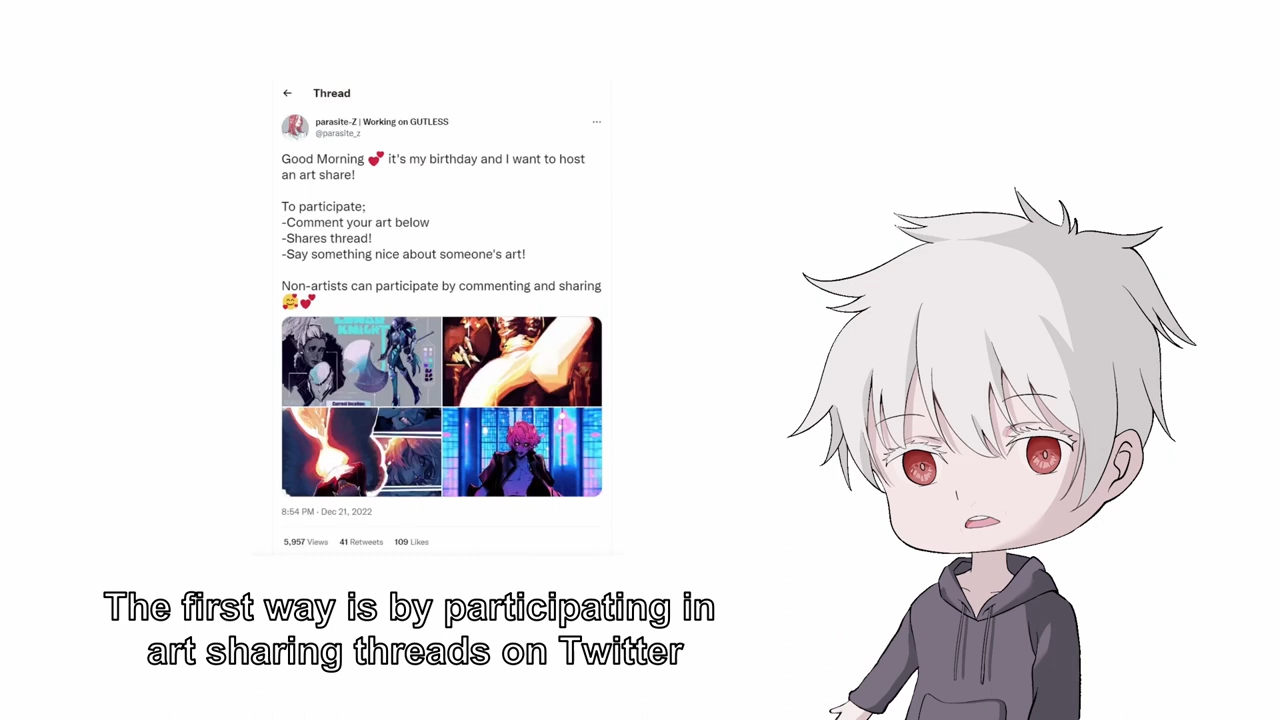 Thread
parasite-Z | Working on GUTLESS
@parasite_z
Good Morning 💕 it's my birthday and I want to host
an art share!
To participate;
-Comment your art below
-Shares thread!
-Say something nice about someone's art!
Non-artists can participate by commenting and sharing
🥰💕
KNIGHT
8:54 PM · Dec 21, 2022
5,957 Views 41 Retweets 109 Likes
The first way is by participating in
art sharing threads on Twitter